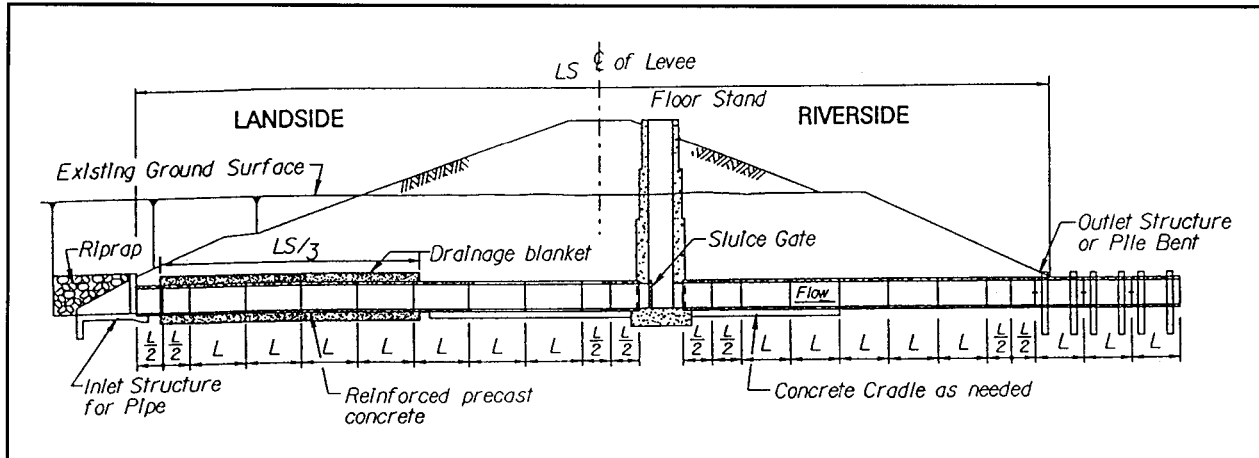 LS ℄ of Levee
Floor Stand
LANDSIDE
RIVERSIDE
Existing Ground Surface
Riprap
LS/3
Drainage blanket
Sluice Gate
Outlet Structure
or Pile Bent
Flow
L/2 L/2 L L L L L L L L/2 L/2 L/2 L/2 L L L L L L/2 L/2 L L L
Inlet Structure
for Pipe
Reinforced precast
concrete
Concrete Cradle as needed